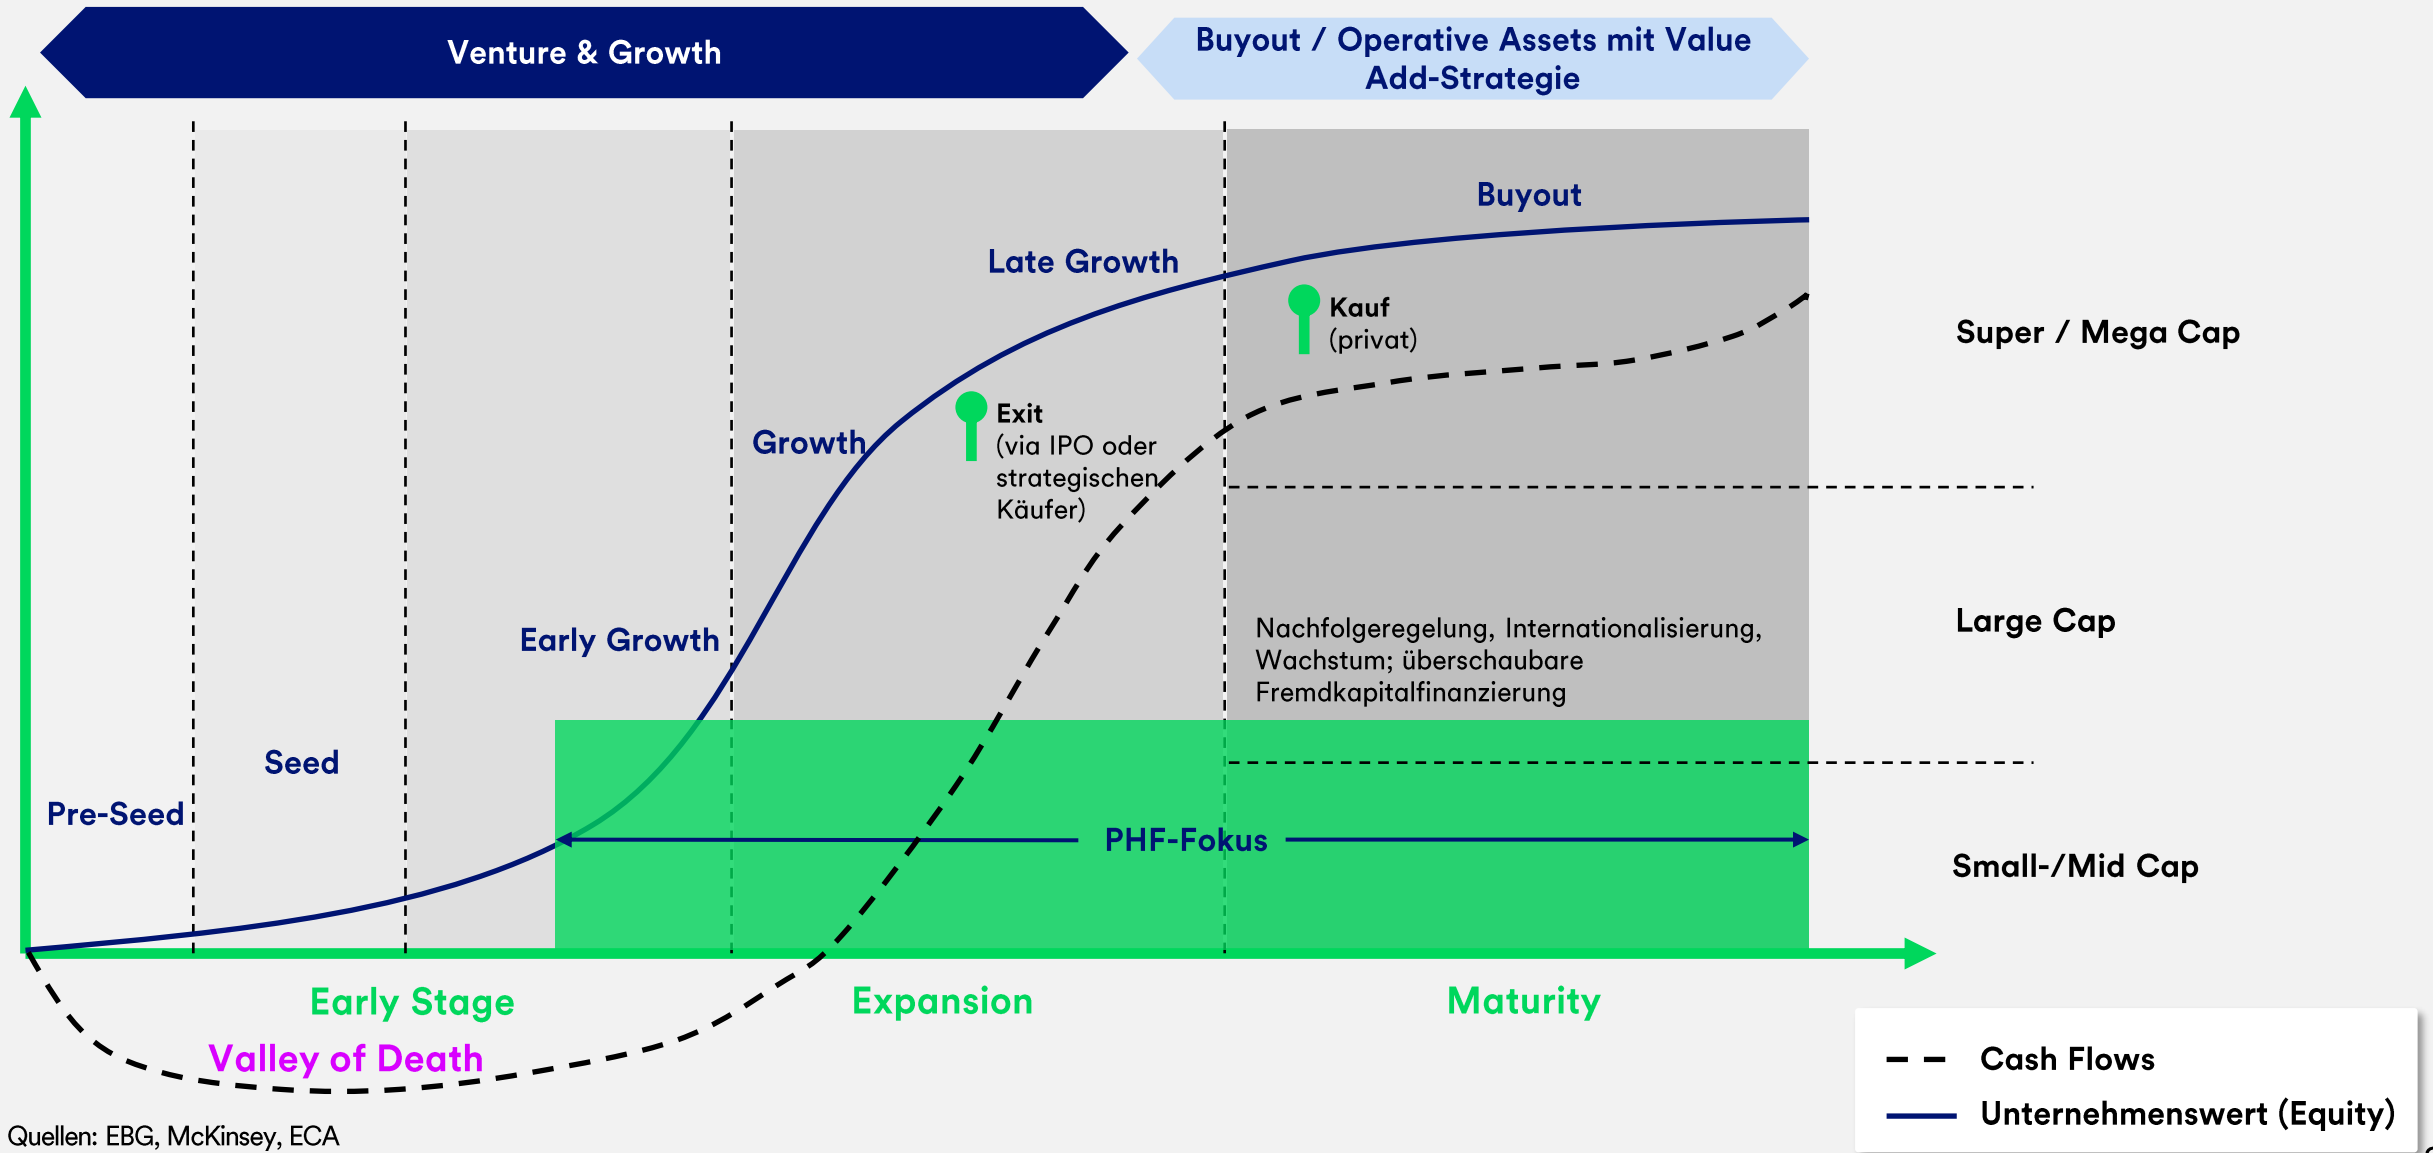 Venture & Growth
Buyout / Operative Assets mit Value
Add-Strategie
Buyout
Late Growth
Kauf
(privat)
Super / Mega Cap
Exit
(via IPO oder
strategischen
Käufer)
Growth
Early Growth
Nachfolgeregelung, Internationalisierung,
Wachstum; überschaubare
Fremdkapitalfinanzierung
Large Cap
Seed
Pre-Seed
PHF-Fokus
Small-/Mid Cap
Early Stage
Expansion
Maturity
Valley of Death
Cash Flows
Unternehmenswert (Equity)
Quellen: EBG, McKinsey, ECA